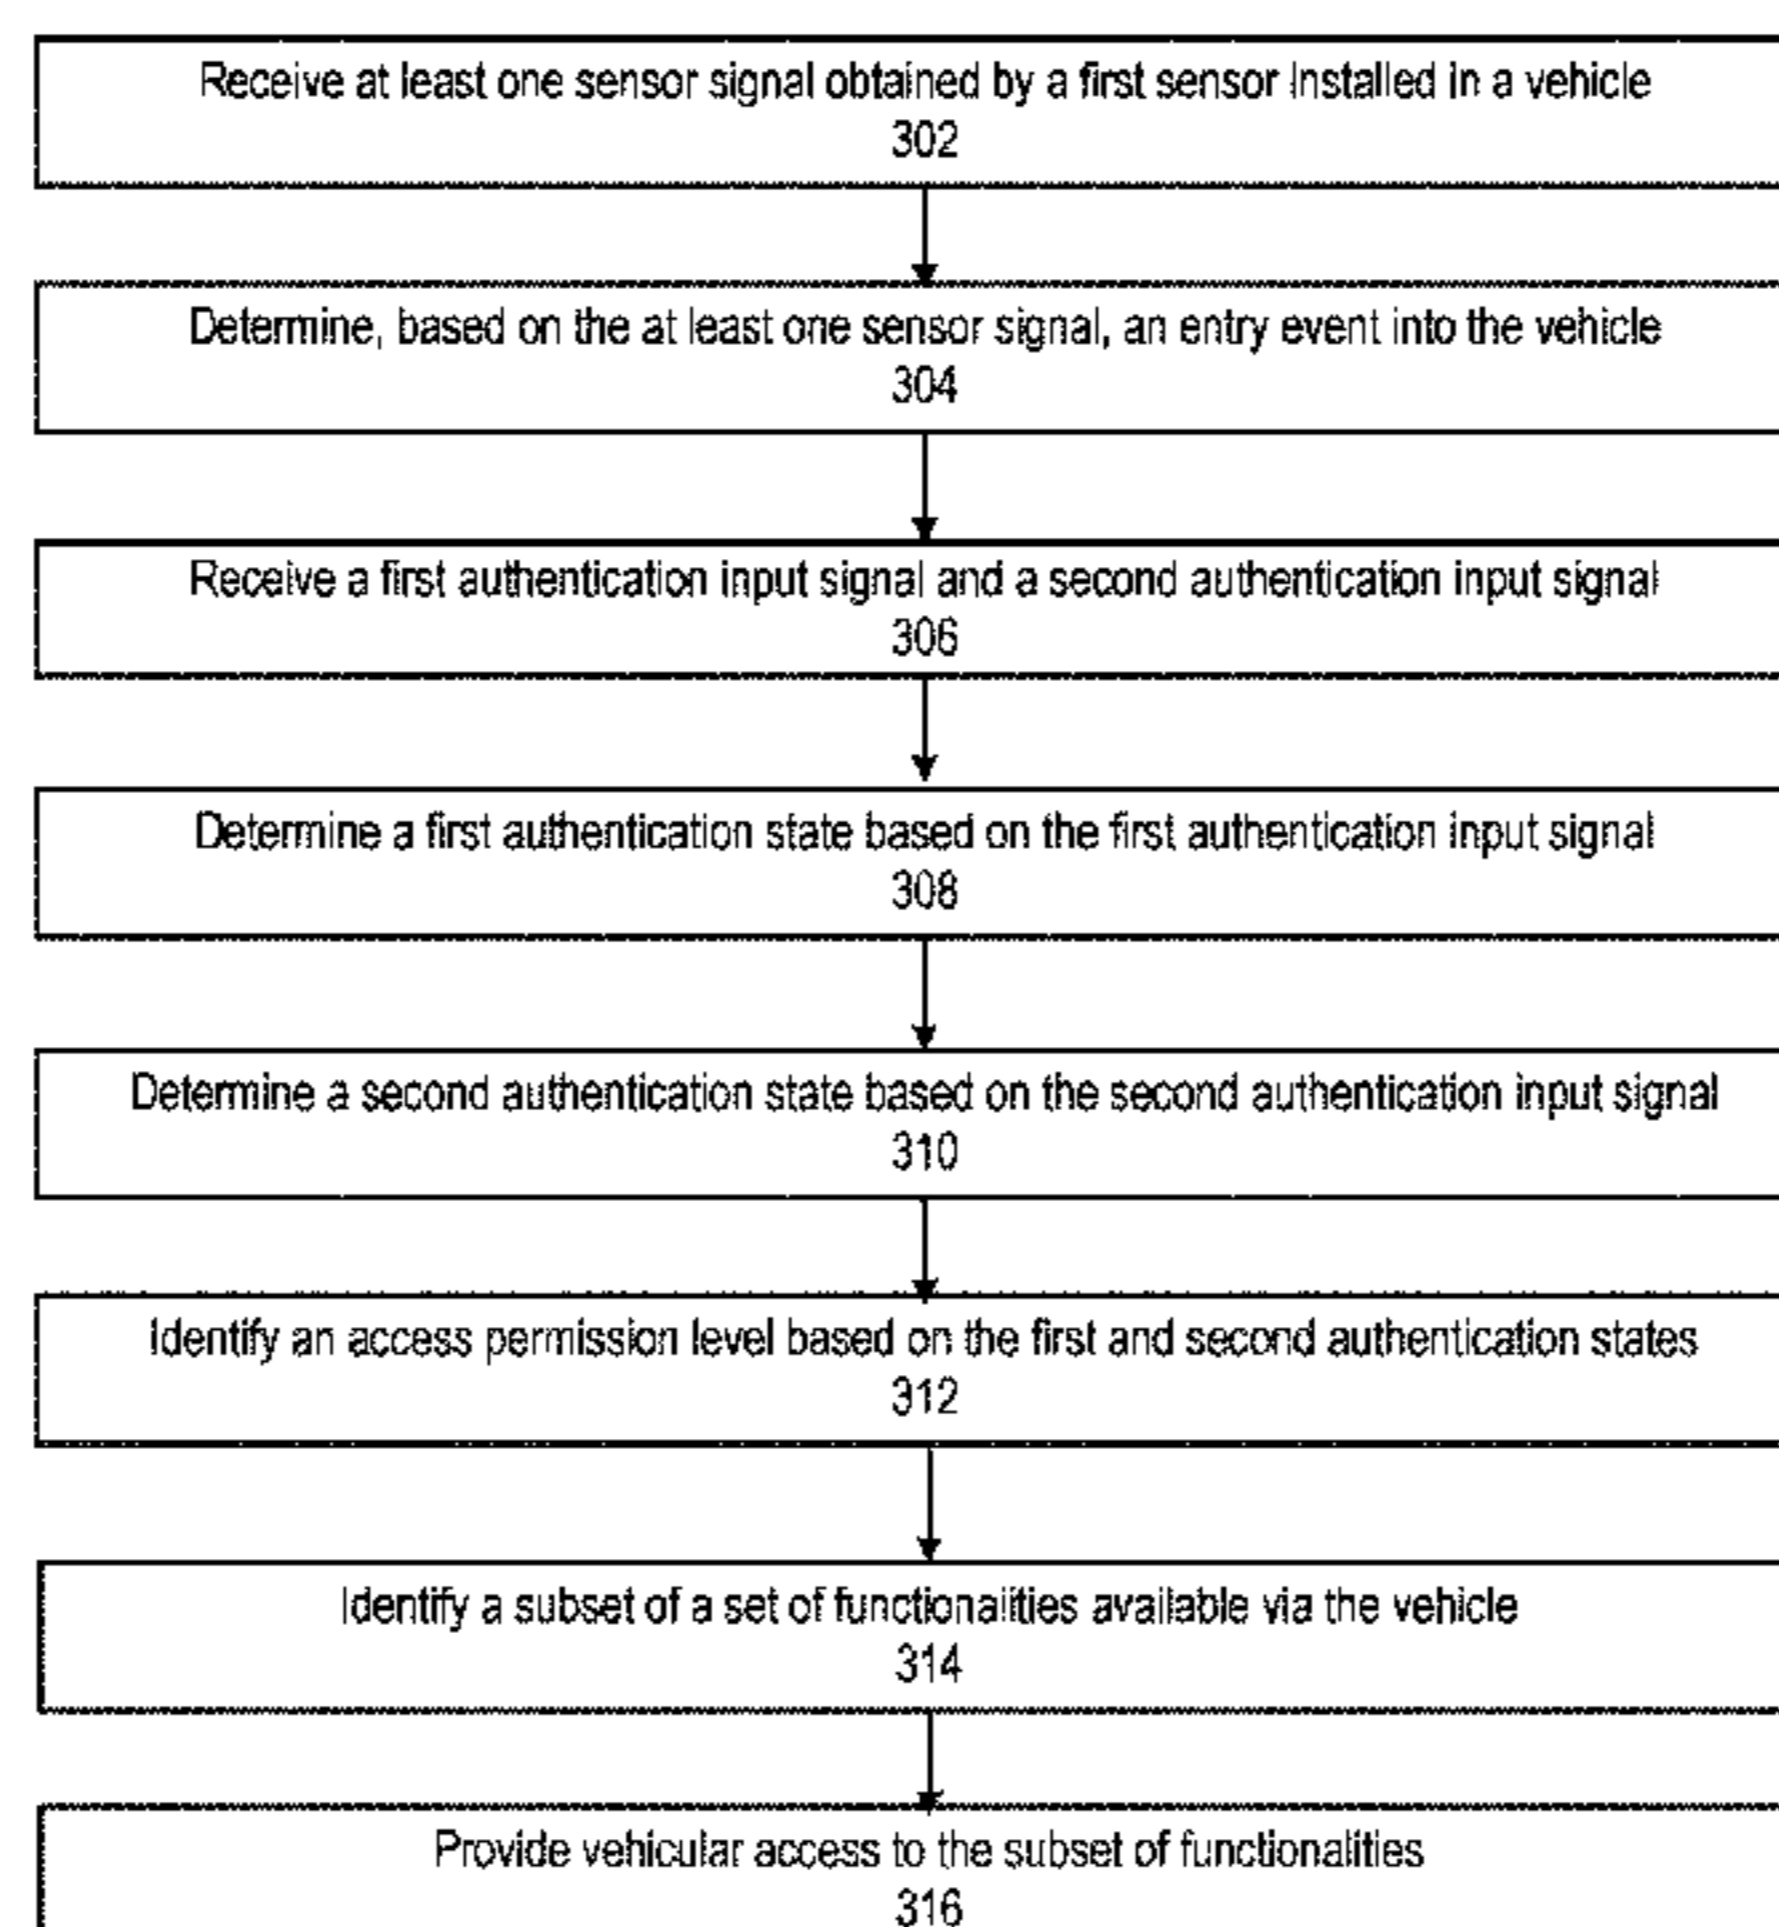 Receive at least one sensor signal obtained by a first sensor installed in a vehicle
302
Determine, based on the at least one sensor signal, an entry event into the vehicle
304
Receive a first authentication input signal and a second authentication input signal
306
Determine a first authentication state based on the first authentication input signal
308
Determine a second authentication state based on the second authentication input signal
310
Identify an access permission level based on the first and second authentication states
312
Identify a subset of a set of functionalities available via the vehicle
314
Provide vehicular access to the subset of functionalities
316